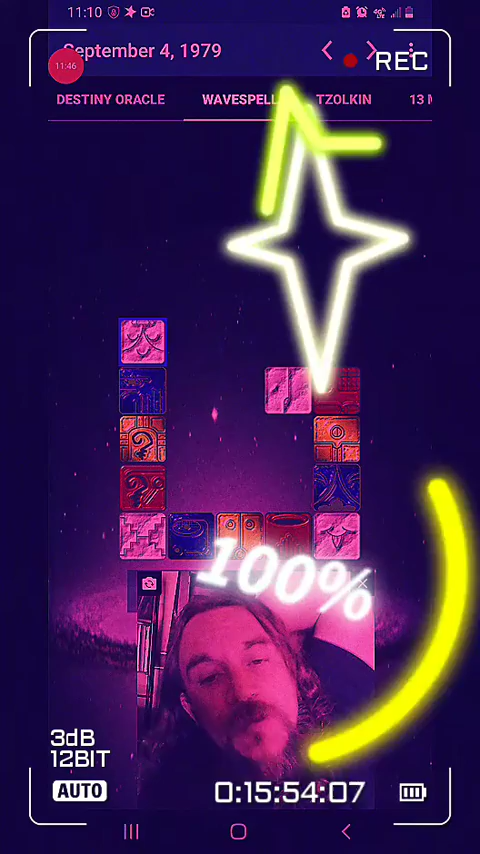 11:10
September 4, 1979
11:46
REC
DESTINY ORACLE
WAVESPELL
TZOLKIN
13
100%
3dB
12BIT
AUTO
0:15:54:07